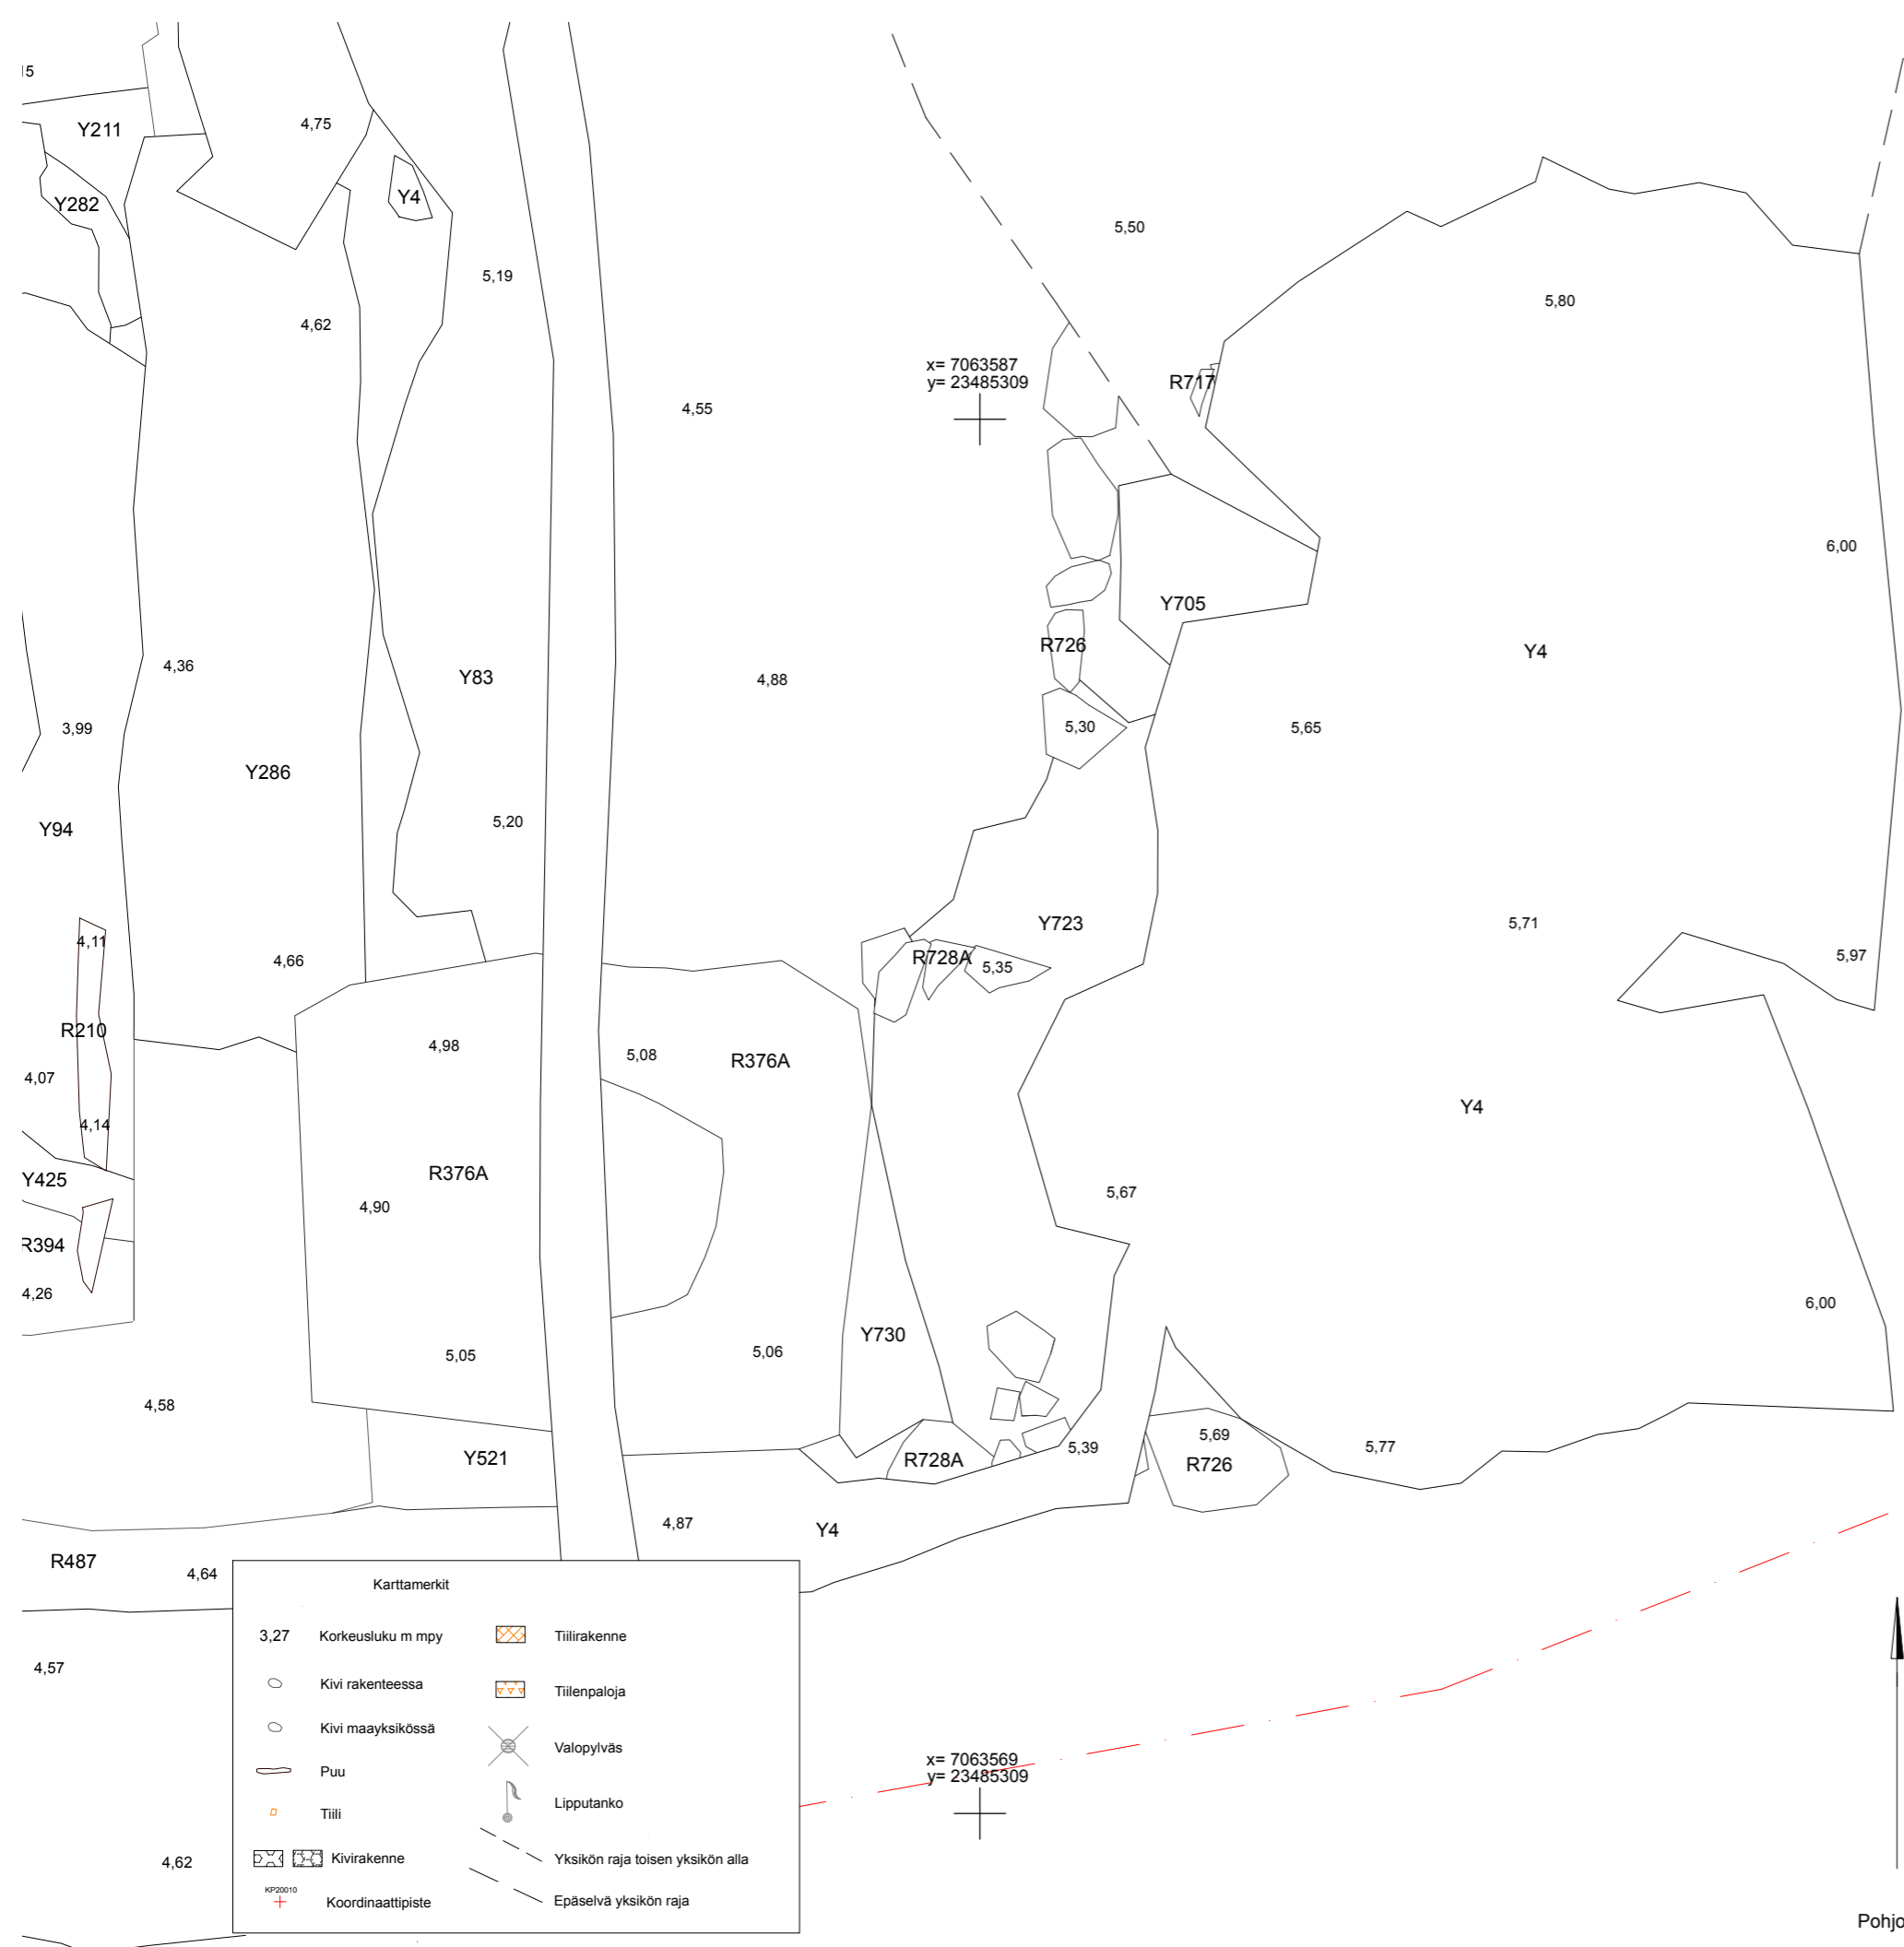 Y211
4,75
Y282
Y4
5,50
5,19
5,80
4,62
x= 7063587
y= 23485309
R717
4,55
6,00
Y705
R726
Y4
4,36
Y83
4,88
3,99
5,30
5,65
Y286
5,20
Y94
Y723
5,71
4,11
4,66
R728A
5,35
5,97
R210
4,98
5,08
R376A
4,07
Y4
4,14
R376A
Y425
4,90
5,67
R394
4,26
6,00
Y730
5,05
5,06
4,58
5,69
5,39
5,77
Y521
R728A
R726
4,87
Y4
R487
4,64
Karttamerkit
3,27 Korkeusluku m mpy
Tiilirakenne
4,57
Kivi rakenteessa
Tiilenpaloja
Kivi maayksikössä
Valopylväs
x= 7063569
y= 23485309
Puu
Lipputanko
Tiili
4,62
Kivirakenne
Yksikön raja toisen yksikön alla
KP20010
Koordinaattipiste
Epäselvä yksikön raja
Pohjo